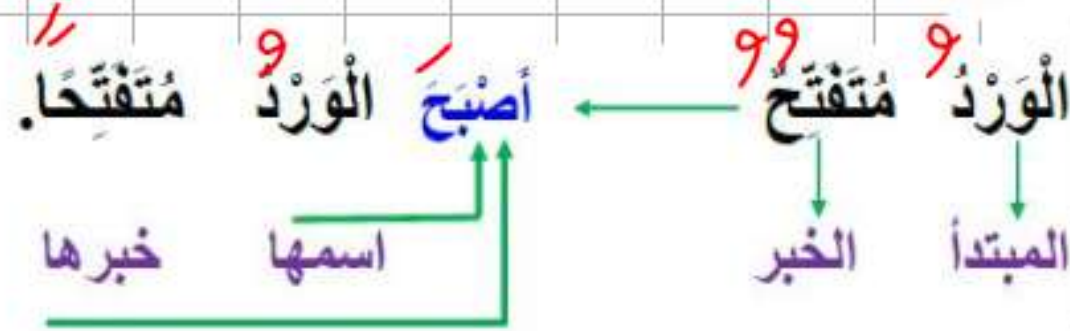 الْوَرْدُ مُتَفَتِّحٌ أَصْبَحَ الْوَرْدُ مُتَفَتِّحًا.
المبتدأ الخبر اسمها خبرها